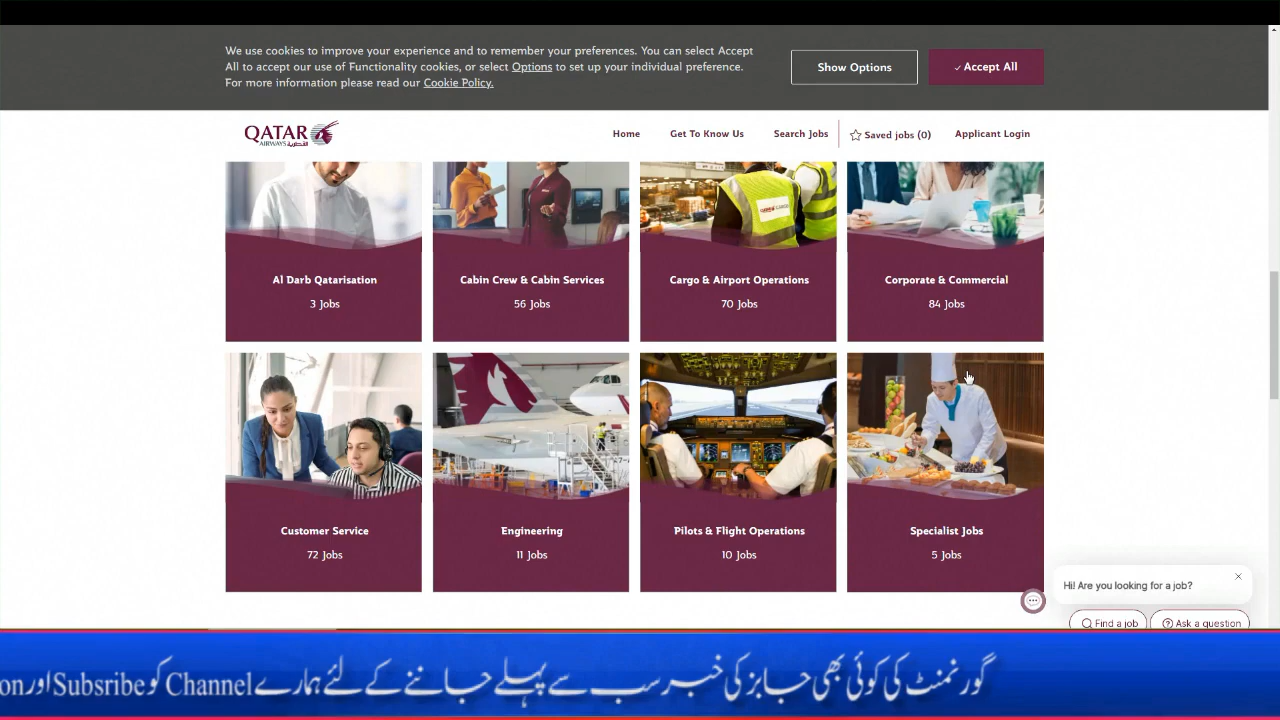 We use cookies to improve your experience and to remember your preferences. You can select Accept
All to accept our use of Functionality cookies, or select Options to set up your individual preference.
For more information please read our Cookie Policy.
Show Options
✓ Accept All
QATAR
AIRWAYS القطرية
Home
Get To Know Us
Search Jobs
Saved jobs (0)
Applicant Login
Al Darb Qatarisation
3 Jobs
Cabin Crew & Cabin Services
56 Jobs
Cargo & Airport Operations
70 Jobs
Corporate & Commercial
84 Jobs
Customer Service
72 Jobs
Engineering
11 Jobs
Pilots & Flight Operations
10 Jobs
Specialist Jobs
5 Jobs
Hi! Are you looking for a job?
Find a job
Ask a question
گورنمنٹ کی کوئی بھی جابز کی خبر سب سے پہلے جاننے کے لئے ہمارے Channel کو Subsribe اور on